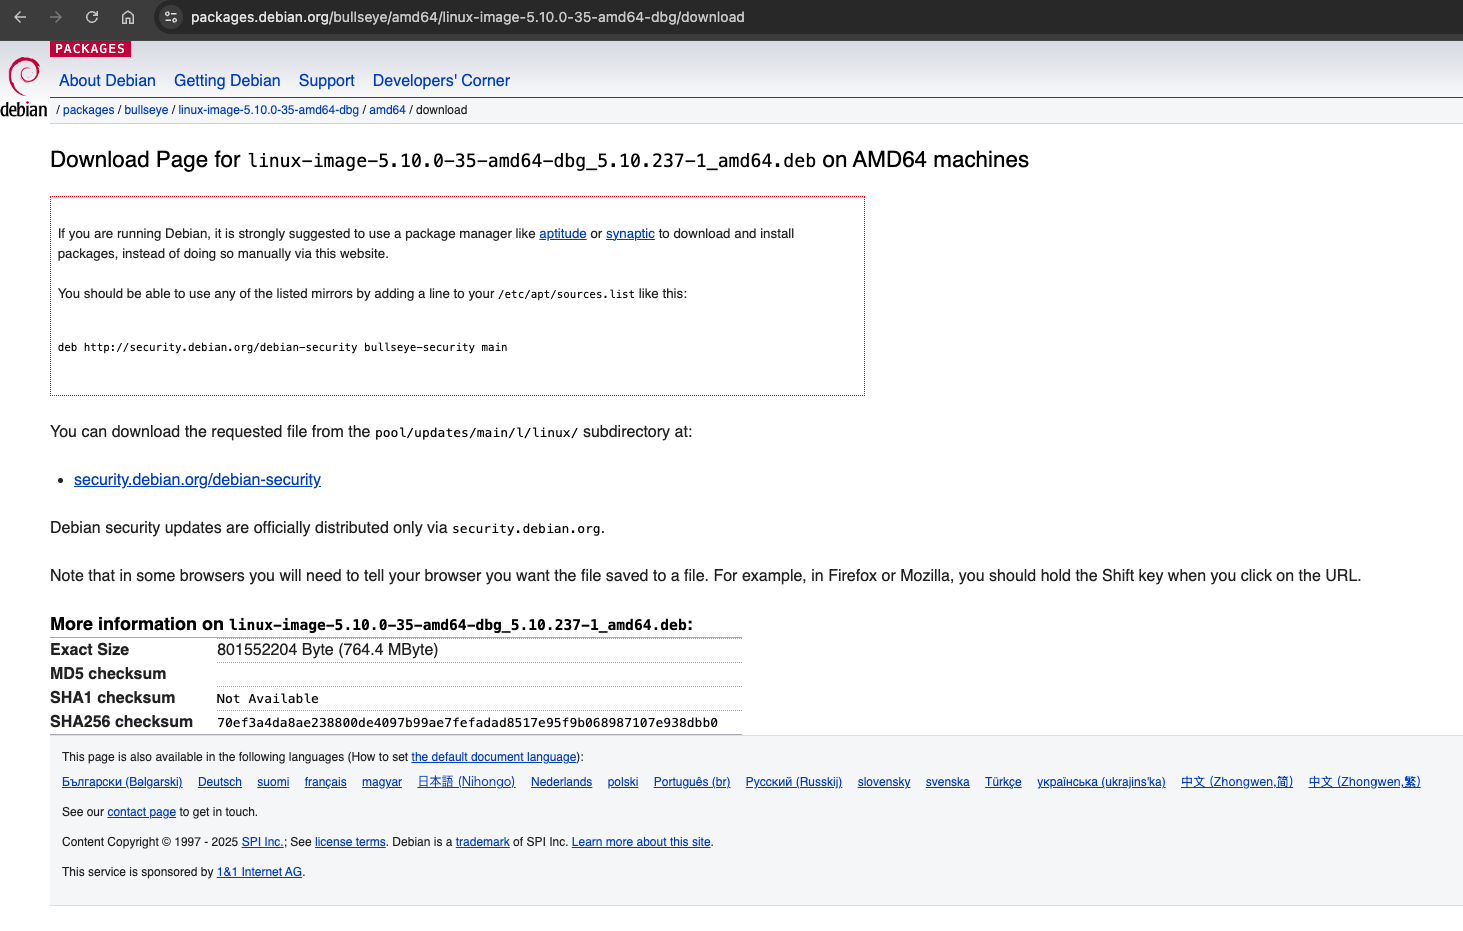 packages.debian.org/bullseye/amd64/linux-image-5.10.0-35-amd64-dbg/download
PACKAGES
About Debian Getting Debian Support Developers' Corner
debian
/ packages / bullseye / linux-image-5.10.0-35-amd64-dbg / amd64 / download
Download Page for linux-image-5.10.0-35-amd64-dbg_5.10.237-1_amd64.deb on AMD64 machines
If you are running Debian, it is strongly suggested to use a package manager like aptitude or synaptic to download and install
packages, instead of doing so manually via this website.
You should be able to use any of the listed mirrors by adding a line to your /etc/apt/sources.list like this:
deb http://security.debian.org/debian-security bullseye-security main
You can download the requested file from the pool/updates/main/l/linux/ subdirectory at:
• security.debian.org/debian-security
Debian security updates are officially distributed only via security.debian.org.
Note that in some browsers you will need to tell your browser you want the file saved to a file. For example, in Firefox or Mozilla, you should hold the Shift key when you click on the URL.
More information on linux-image-5.10.0-35-amd64-dbg_5.10.237-1_amd64.deb:
Exact Size 801552204 Byte (764.4 MByte)
MD5 checksum
SHA1 checksum Not Available
SHA256 checksum 70ef3a4da8ae238800de4097b99ae7fefadad8517e95f9b068987107e938dbb0
This page is also available in the following languages (How to set the default document language):
Български (Bəlgarski) Deutsch suomi français magyar 日本語 (Nihongo) Nederlands polski Português (br) Русский (Russkij) slovensky svenska Türkçe українська (ukrajins'ka) 中文 (Zhongwen,简) 中文 (Zhongwen,繁)
See our contact page to get in touch.
Content Copyright © 1997 - 2025 SPI Inc.; See license terms. Debian is a trademark of SPI Inc. Learn more about this site.
This service is sponsored by 1&1 Internet AG.